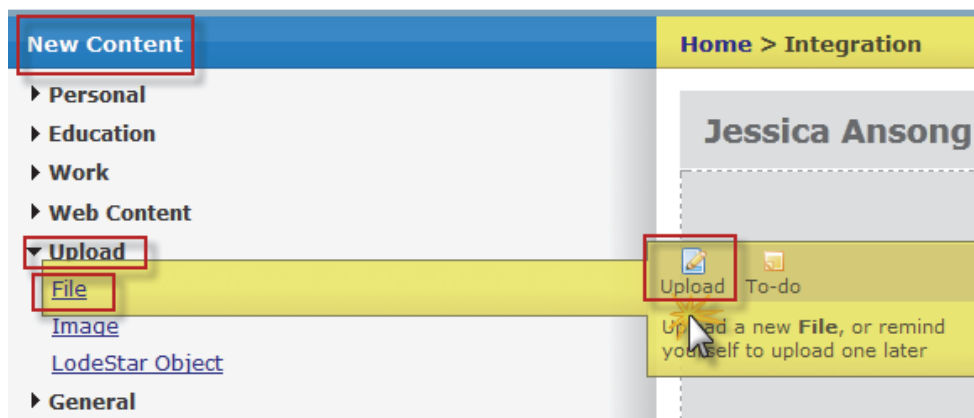 New Content
Home > Integration
Personal
Education
Work
Web Content
Upload
File
Image
LodeStar Object
General
Jessica Ansong
Upload To-do
Upload a new File, or remind
yourself to upload one later